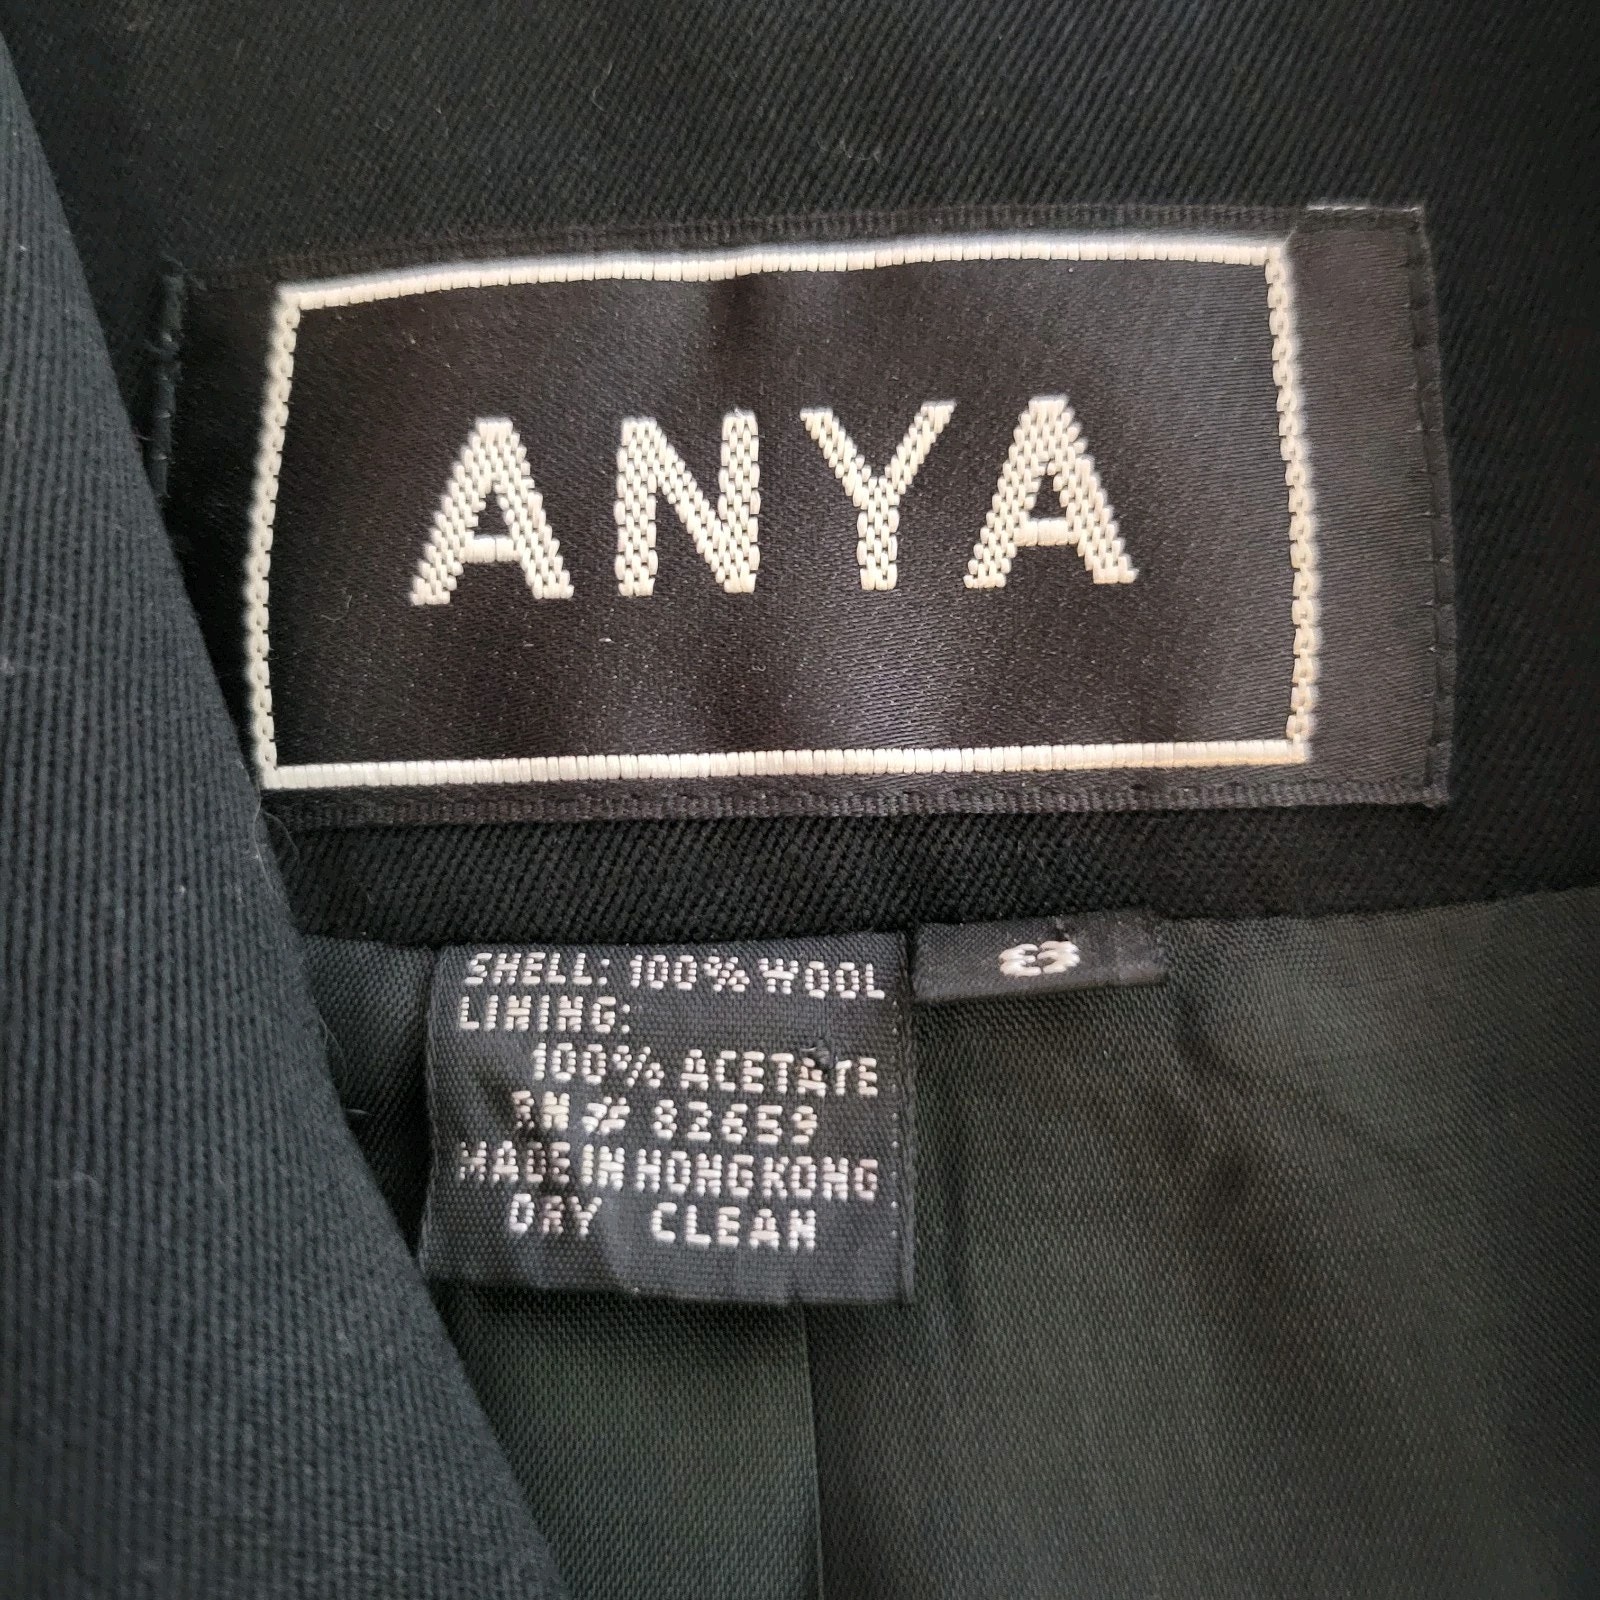 ANYA
8
SHELL: 100% WOOL
LINING:
100% ACETATE
RN # 82659
MADE IN HONG KONG
DRY CLEAN